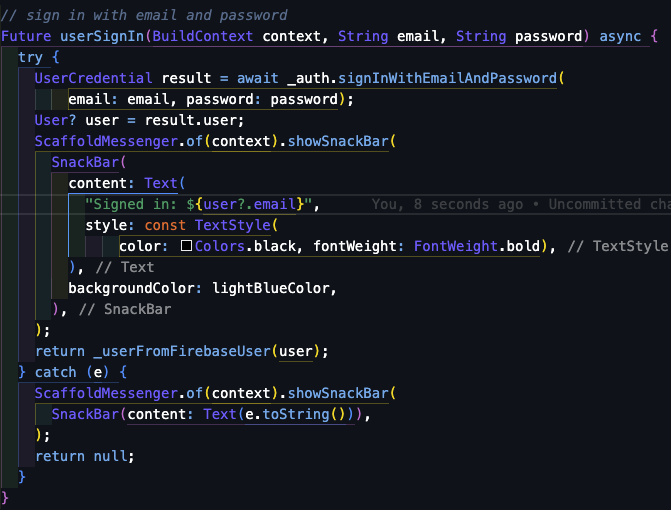 // sign in with email and password
Future userSignIn(BuildContext context, String email, String password) async {
try {
UserCredential result = await _auth.signInWithEmailAndPassword(
email: email, password: password);
User? user = result.user;
ScaffoldMessenger.of(context).showSnackBar(
SnackBar(
content: Text(
"Signed in: ${user?.email}", You, 8 seconds ago • Uncommitted cha
style: const TextStyle(
color: Colors.black, fontWeight: FontWeight.bold), // TextStyle
), // Text
backgroundColor: lightBlueColor,
), // SnackBar
);
return _userFromFirebaseUser(user);
} catch (e) {
ScaffoldMessenger.of(context).showSnackBar(
SnackBar(content: Text(e.toString())),
);
return null;
}
}